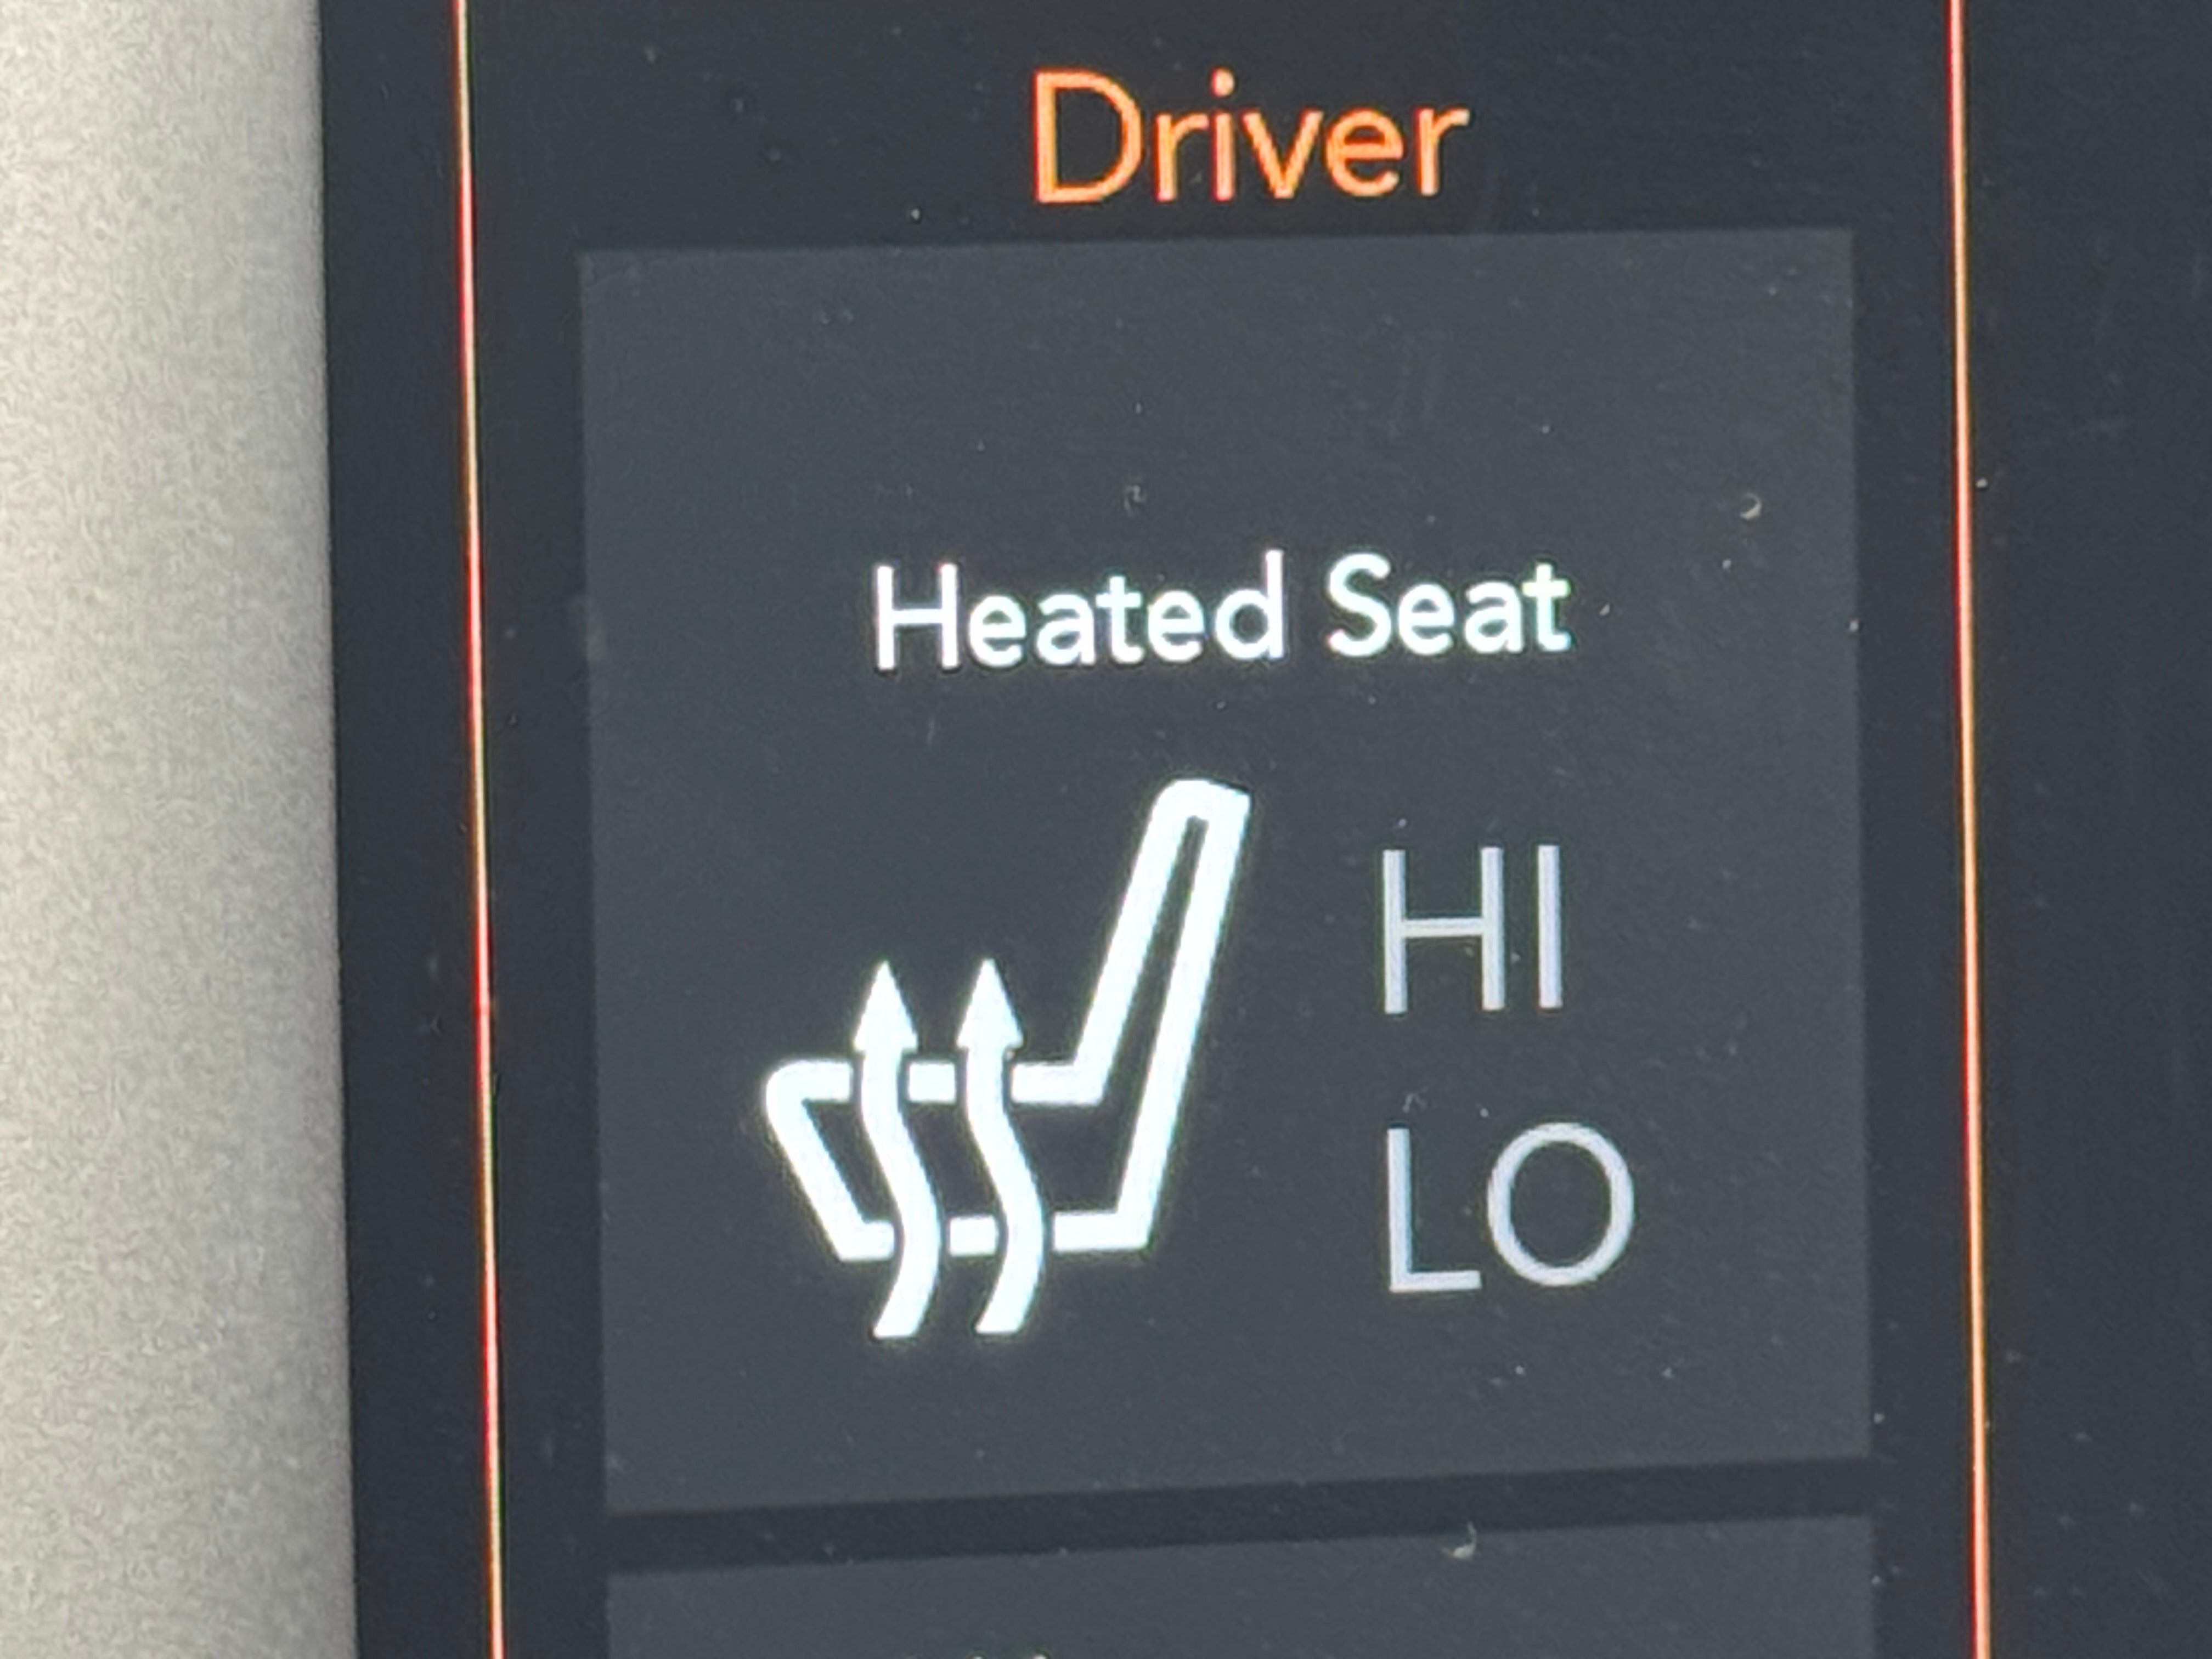 Driver
Heated Seat
HI
LO